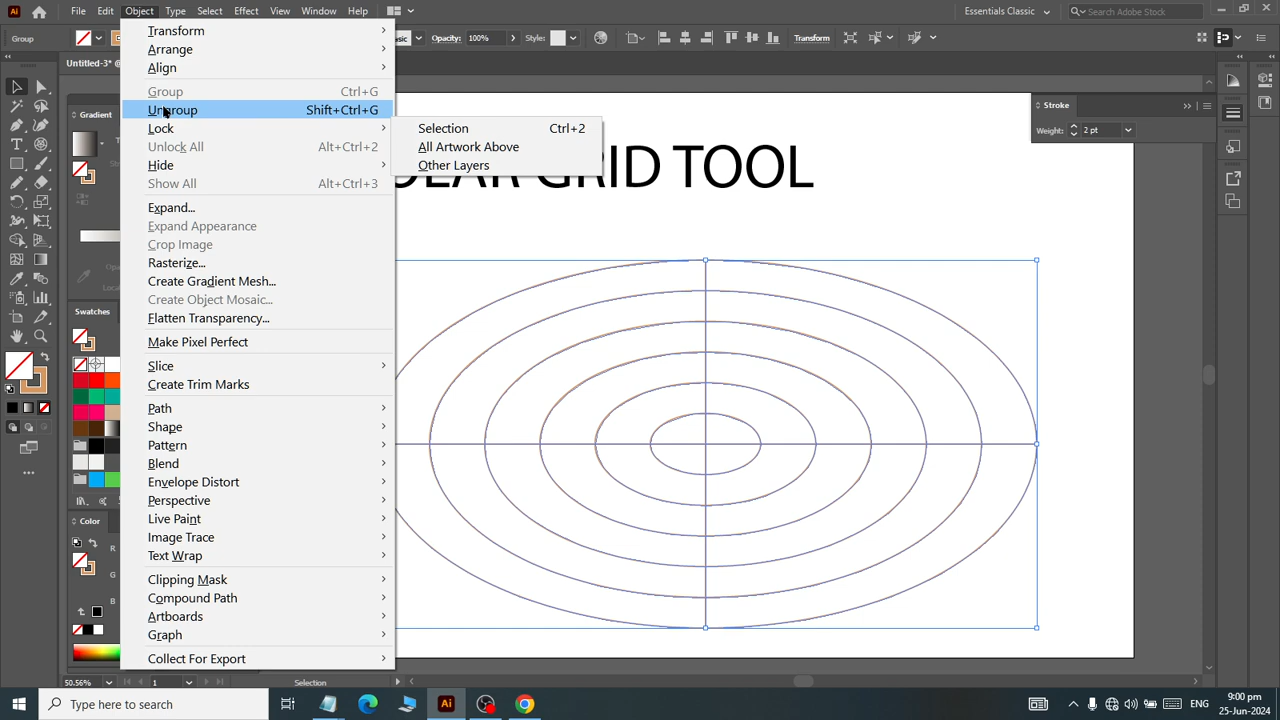 Ai
File
Edit
Object
Type
Select
Effect
View
Window
Help
Essentials Classic
Search Adobe Stock
Group
Opacity:
100%
Style:
Transform
Untitled-3*
Transform
Arrange
Align
Group Ctrl+G
Ungroup Shift+Ctrl+G
Lock
Unlock All Alt+Ctrl+2
Hide
Show All Alt+Ctrl+3
Expand...
Expand Appearance
Crop Image
Rasterize...
Create Gradient Mesh...
Create Object Mosaic...
Flatten Transparency...
Make Pixel Perfect
Slice
Create Trim Marks
Path
Shape
Pattern
Blend
Envelope Distort
Perspective
Live Paint
Image Trace
Text Wrap
Clipping Mask
Compound Path
Artboards
Graph
Collect For Export
Selection Ctrl+2
All Artwork Above
Other Layers
GRID TOOL
Stroke
Weight: 2 pt
Gradient
Swatches
Color
R
G
B
50.56%
1
Selection
Type here to search
Ai
9:00 pm
25-Jun-2024